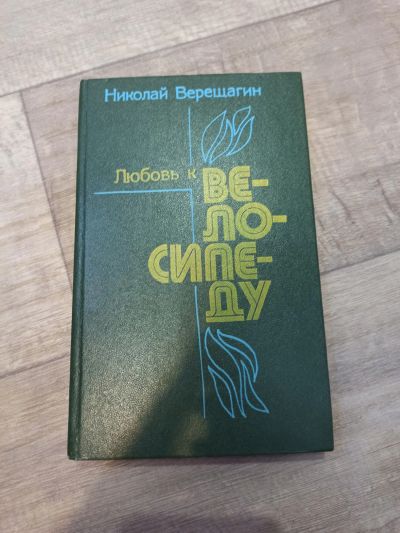 Николай Верещагин
Любовь к
ВЕ-
ЛО-
СИПЕ-
ДУ